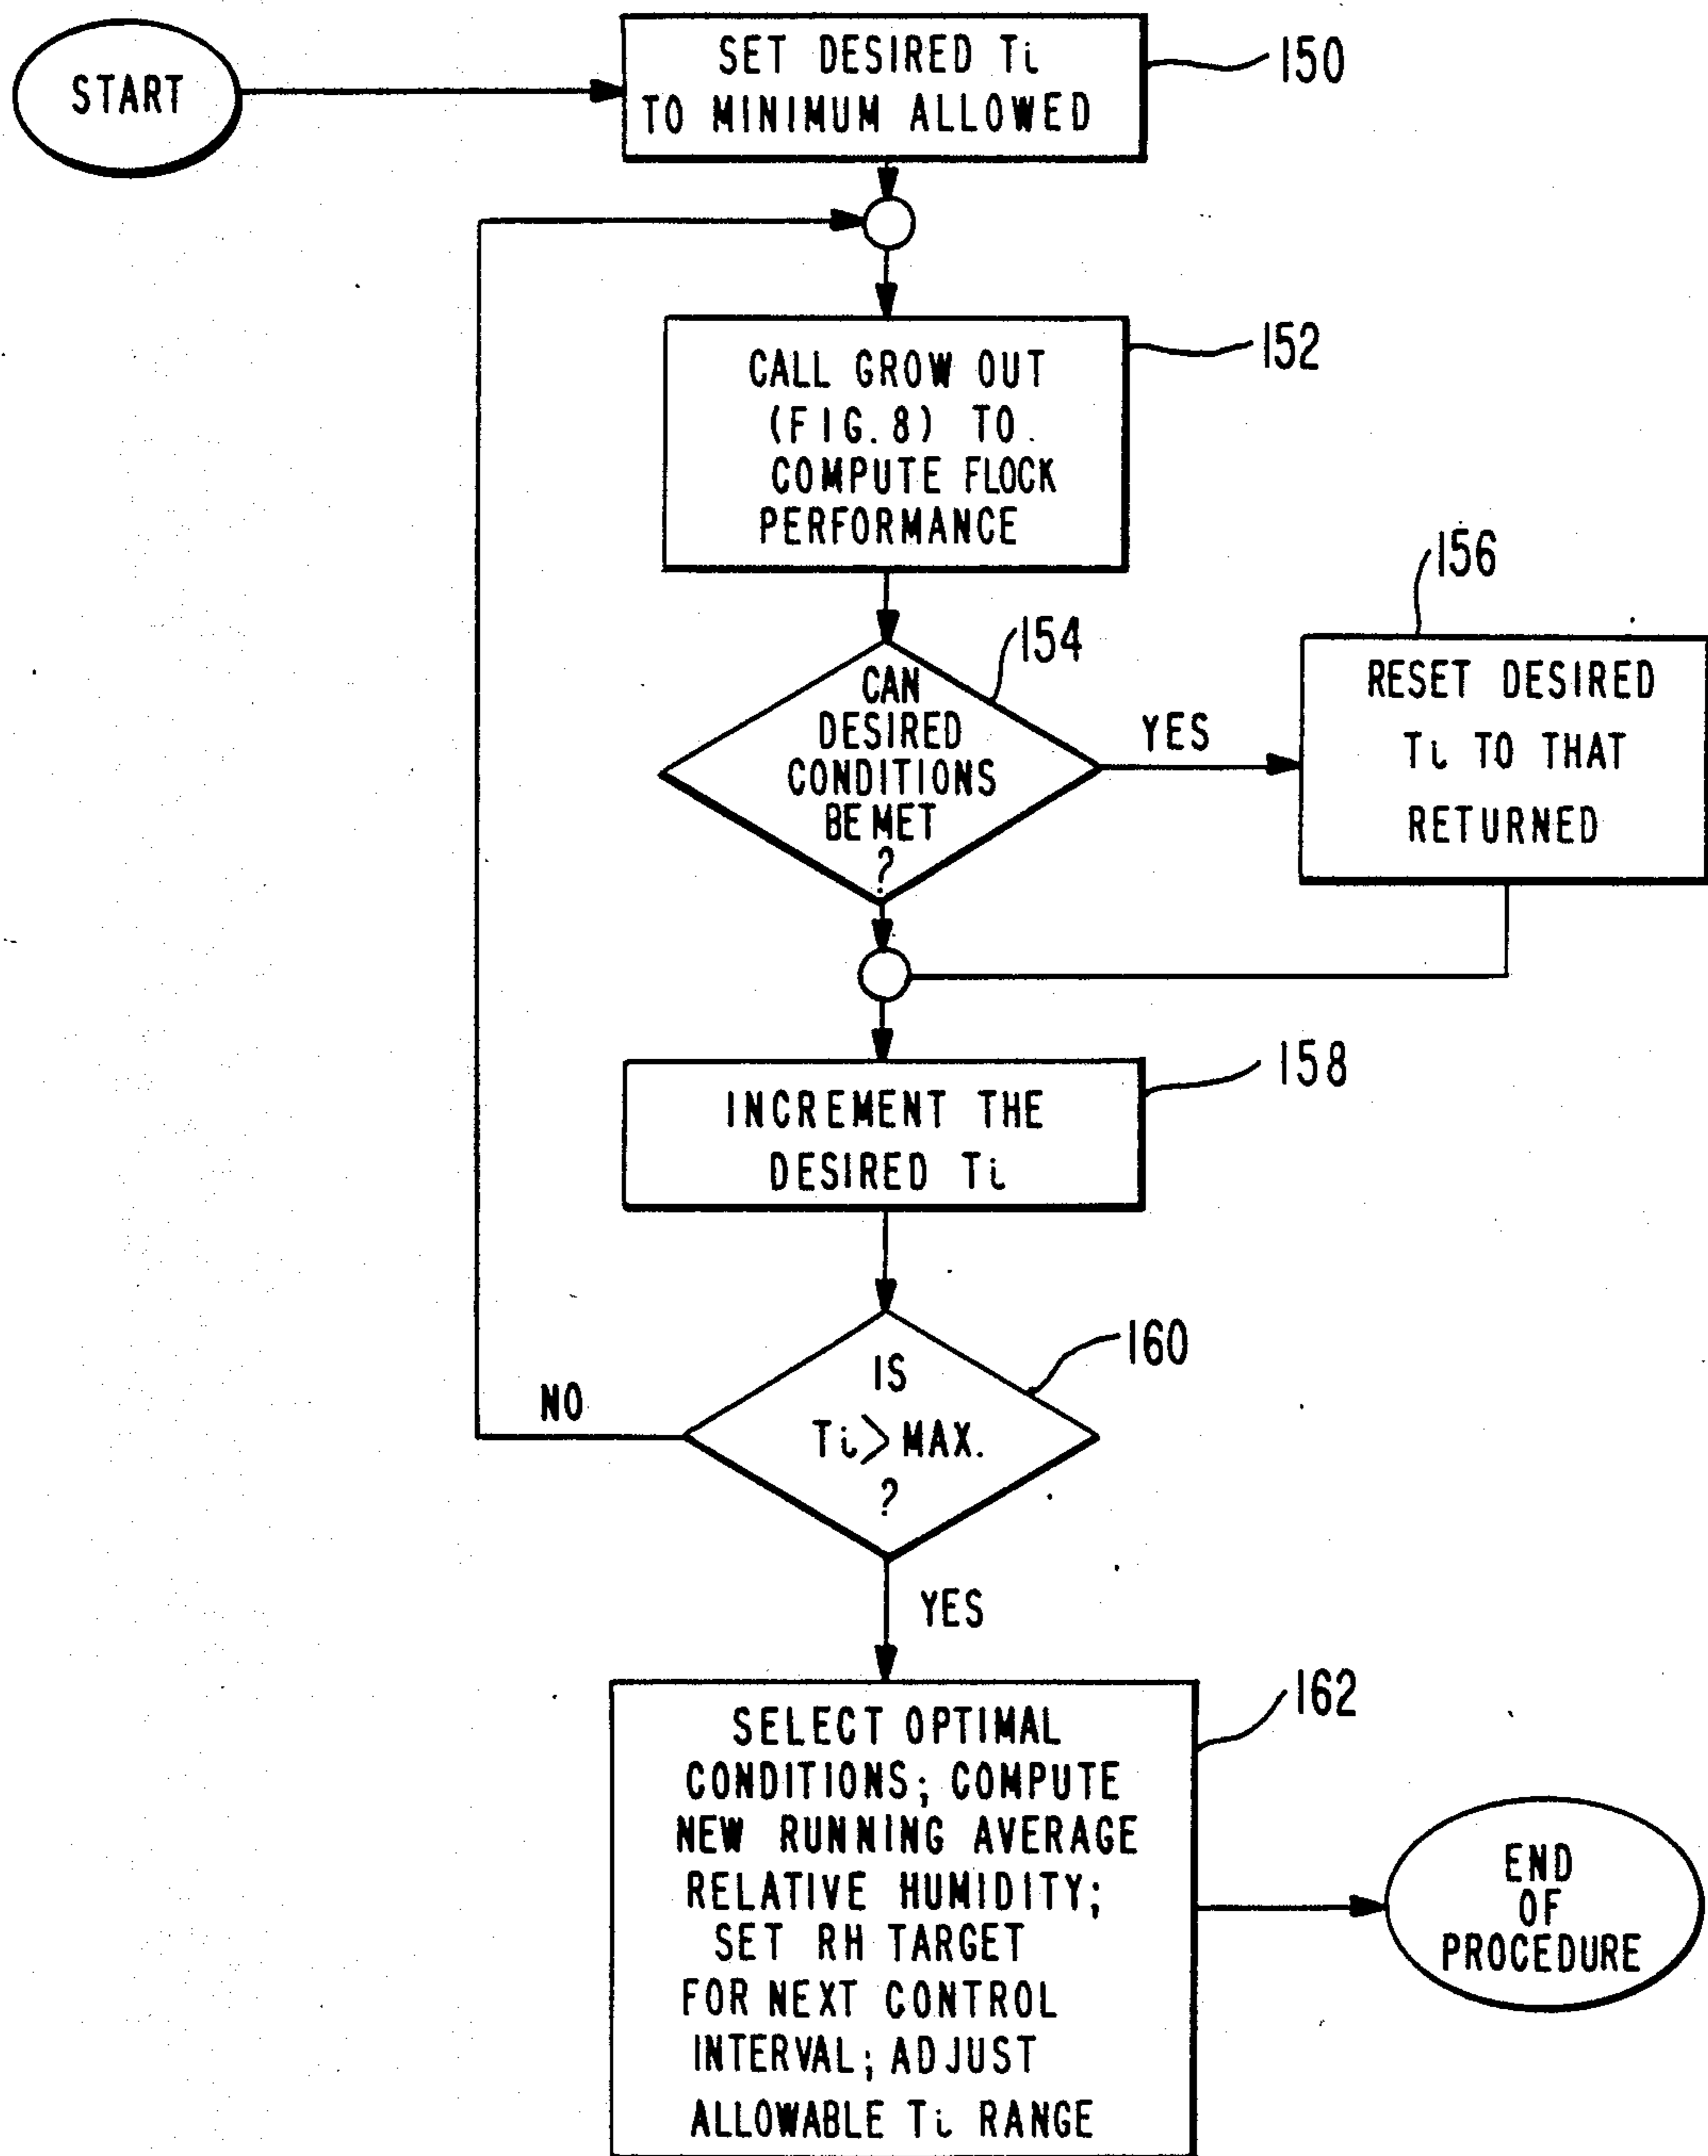 START
SET DESIRED Ti
TO MINIMUM ALLOWED
150
CALL GROW OUT
(FIG. 8) TO.
COMPUTE FLOCK
PERFORMANCE
152
CAN
DESIRED
CONDITIONS
BE MET
?
154
YES
156
RESET DESIRED
Ti TO THAT
RETURNED
INCREMENT THE
DESIRED Ti
158
IS
Ti>MAX.
?
160
NO
YES
SELECT OPTIMAL
CONDITIONS; COMPUTE
NEW RUNNING AVERAGE
RELATIVE HUMIDITY;
SET RH TARGET
FOR NEXT CONTROL
INTERVAL; ADJUST
ALLOWABLE Ti RANGE
162
END
OF
PROCEDURE